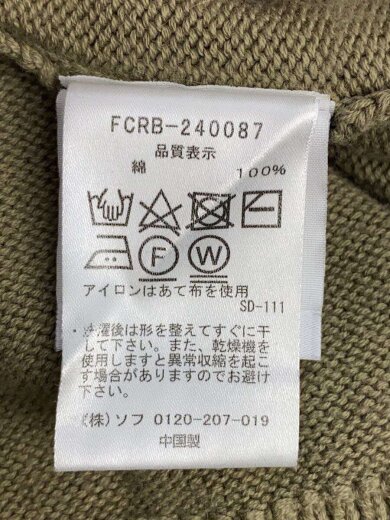 FCRB-240087
品質表示
綿 100%
F W
アイロンはあて布を使用
SD-111
・洗濯後は形を整えてすぐに干
して下さい。また、乾燥機を
使用しますと異常収縮を起こ
す場合がありますのでお避け
下さい。
(株)ソフ 0120-207-019
中国製